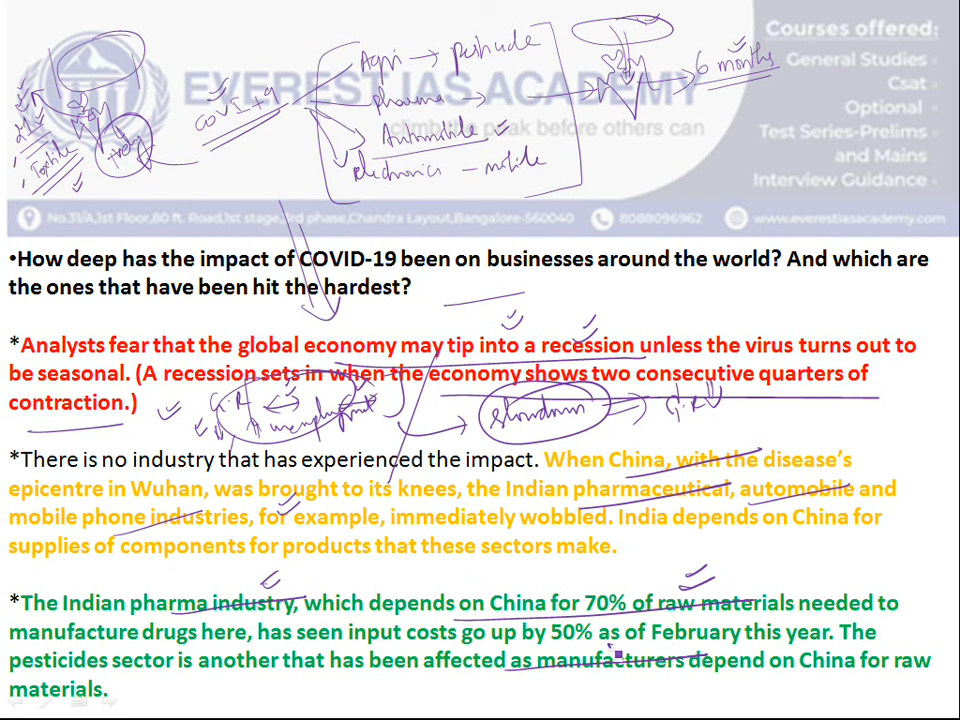 Courses offered:
General Studies
Csat
Optional
Test Series-Prelims
and Mains
Interview Guidance
EVEREST IAS ACADEMY
climb the peak before others can
COVID 19
Agri → Pesticide
pharma →
Automobile
Electronics - mobile
6 months
Textile
No.31/A,1st Floor,80 ft. Road,1st stage,3rd phase,Chandra Layout,Bangalore-560040
8088096962
www.everestiasacademy.com
•How deep has the impact of COVID-19 been on businesses around the world? And which are
the ones that have been hit the hardest?
*Analysts fear that the global economy may tip into a recession unless the virus turns out to
be seasonal. (A recession sets in when the economy shows two consecutive quarters of
contraction.)
G.R
unemployment
slowdown
G.R
*There is no industry that has experienced the impact. When China, with the disease's
epicentre in Wuhan, was brought to its knees, the Indian pharmaceutical, automobile and
mobile phone industries, for example, immediately wobbled. India depends on China for
supplies of components for products that these sectors make.
*The Indian pharma industry, which depends on China for 70% of raw materials needed to
manufacture drugs here, has seen input costs go up by 50% as of February this year. The
pesticides sector is another that has been affected as manufacturers depend on China for raw
materials.